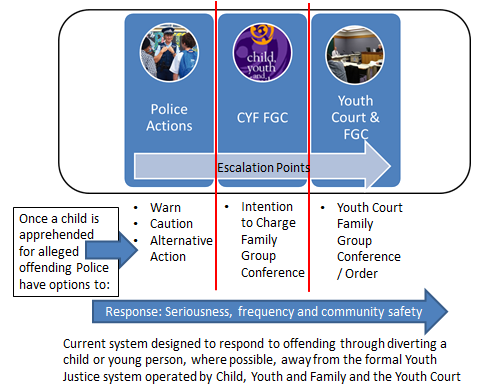 child,
youth
and
Police
Actions
CYF FGC
Youth
Court &
FGC
Escalation Points
Once a child is
apprehended
for alleged
offending Police
have options to:
• Warn
• Caution
• Alternative
Action
• Intention
to Charge
Family
Group
Conference
• Youth Court
Family
Group
Conference
/ Order
Response: Seriousness, frequency and community safety
Current system designed to respond to offending through diverting a
child or young person, where possible, away from the formal Youth
Justice system operated by Child, Youth and Family and the Youth Court